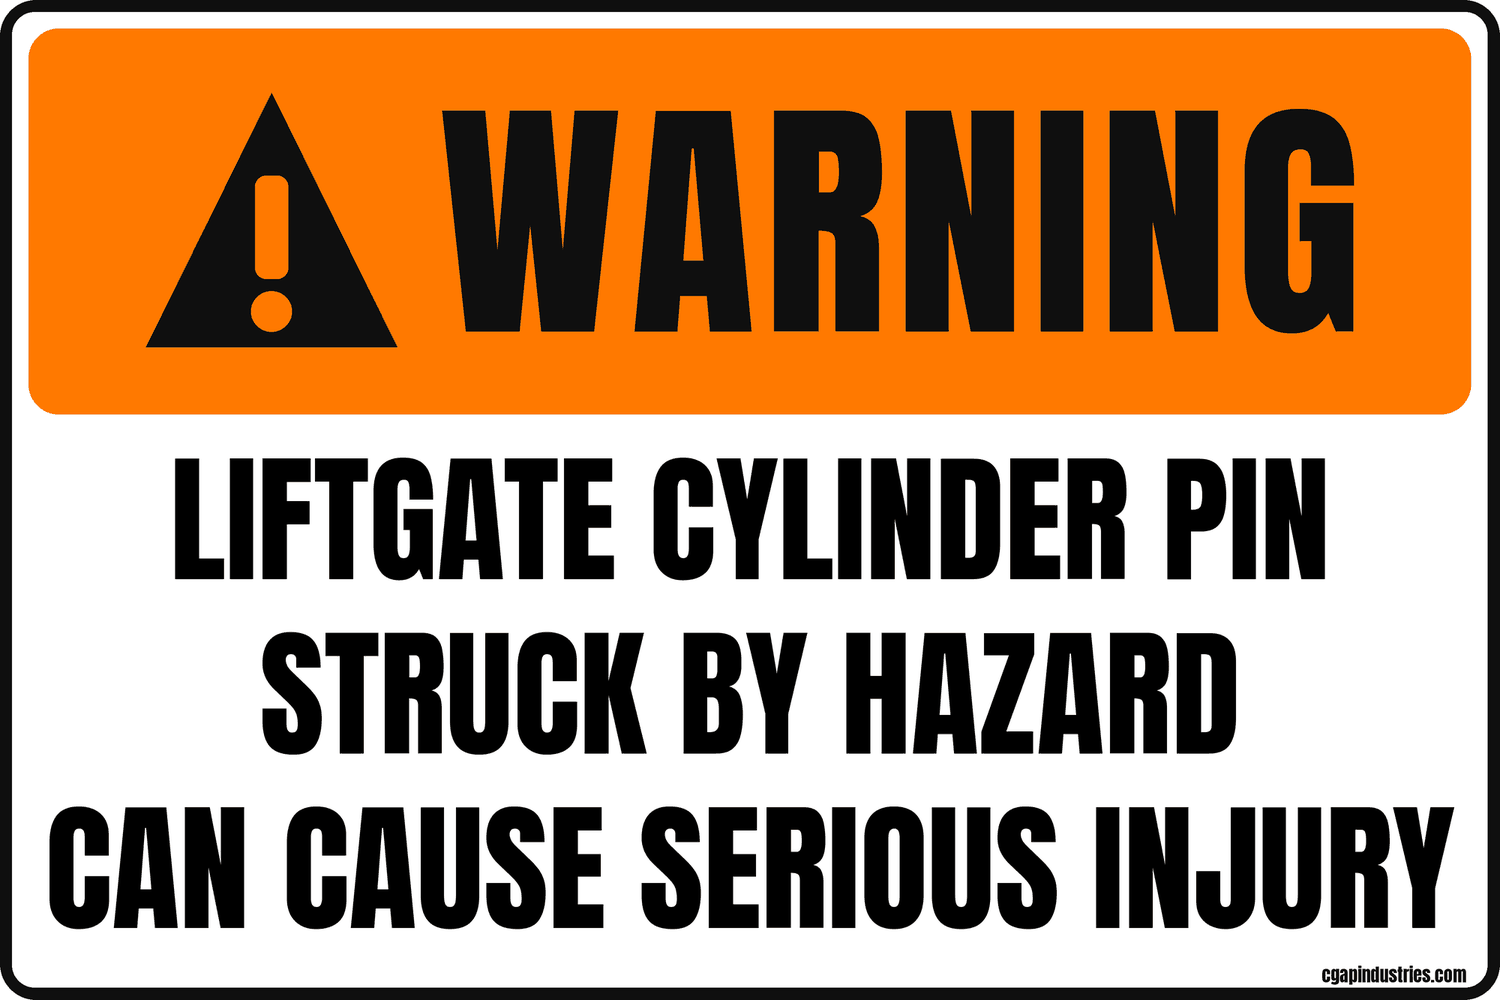 WARNING
LIFTGATE CYLINDER PIN
STRUCK BY HAZARD
CAN CAUSE SERIOUS INJURY
cgapindustries.com